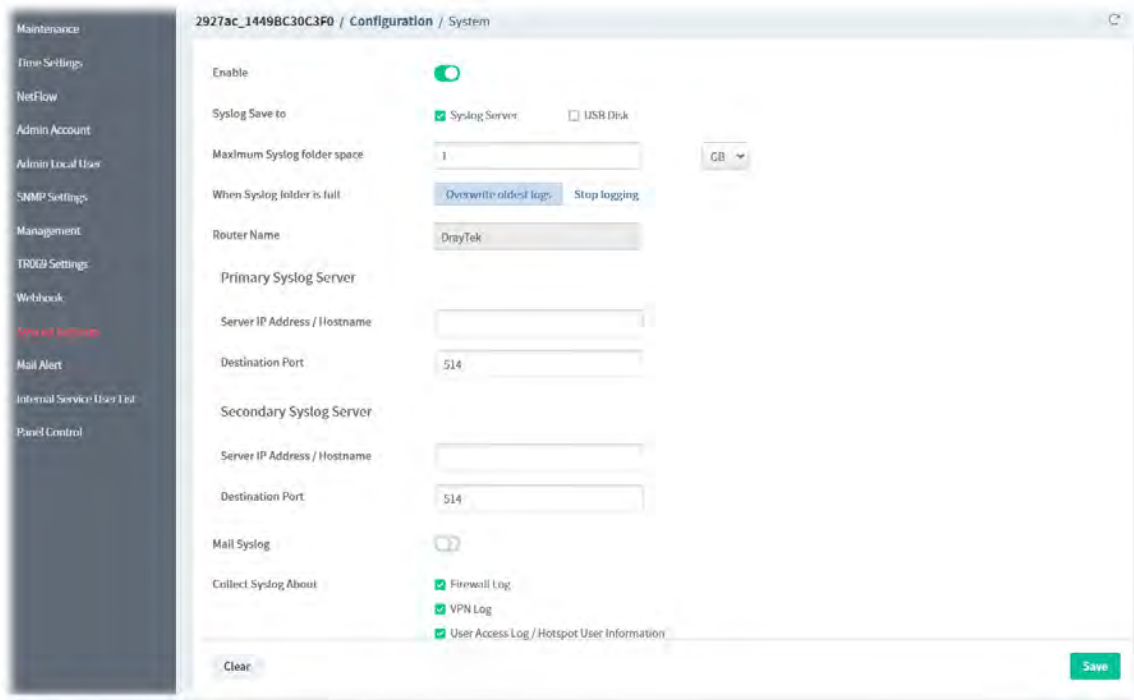 2927ac_1449BC30C3F0 / Configuration / System
Maintenance
Time Settings
NetFlow
Admin Account
Admin Local User
SNMP Settings
Management
TR069 Settings
Webhook
Mail Alert
Internal Service User List
Panel Control
Enable
Syslog Save to
Syslog Server
USB Disk
Maximum Syslog folder space
1
GB
When Syslog folder is full
Overwrite oldest logs
Stop logging
Router Name
DrayTek
Primary Syslog Server
Server IP Address / Hostname
Destination Port
514
Secondary Syslog Server
Server IP Address / Hostname
Destination Port
514
Mail Syslog
Collect Syslog About
Firewall Log
VPN Log
User Access Log / Hotspot User Information
Clear
Save